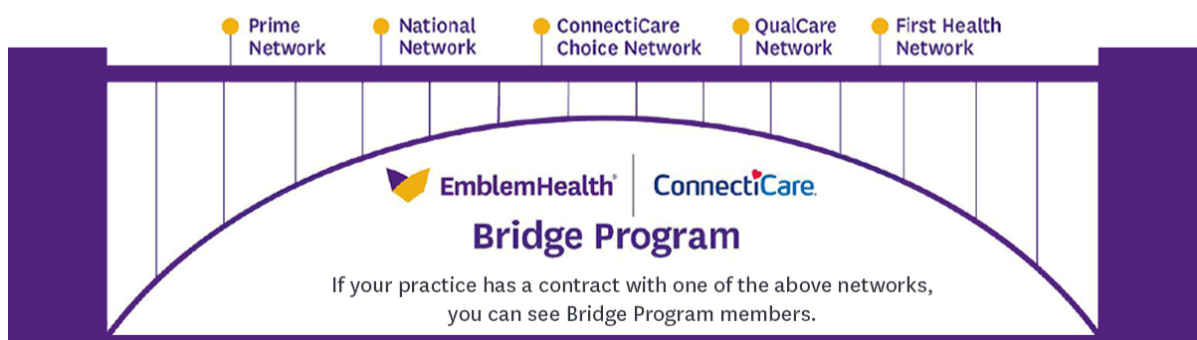 Prime
Network
National
Network
ConnectiCare
Choice Network
QualCare
Network
First Health
Network
EmblemHealth®
ConnectiCare.
Bridge Program
If your practice has a contract with one of the above networks,
you can see Bridge Program members.